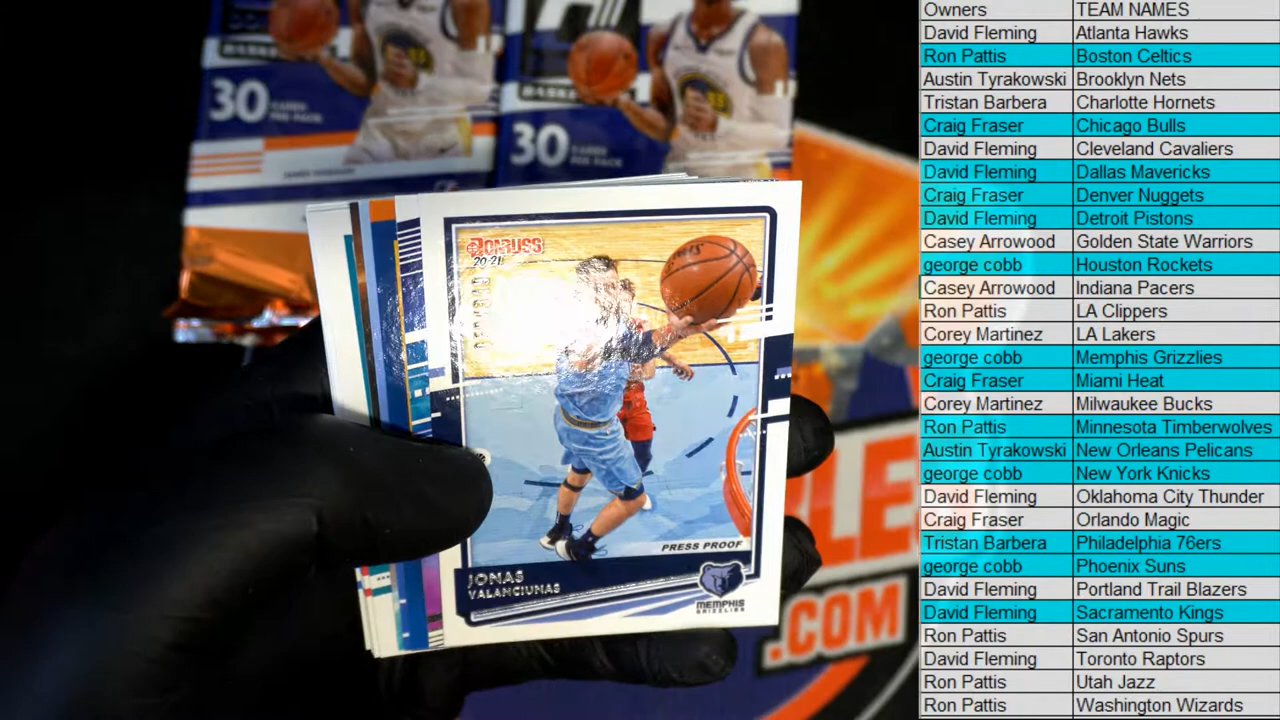 30
CARDS
PER PACK
30
CARDS
PER PACK
DONRUSS
20-21
PRESS PROOF
JONAS
VALANCIUNAS
MEMPHIS
GRIZZLIES
.COM
Owners TEAM NAMES
David Fleming Atlanta Hawks
Ron Pattis Boston Celtics
Austin Tyrakowski Brooklyn Nets
Tristan Barbera Charlotte Hornets
Craig Fraser Chicago Bulls
David Fleming Cleveland Cavaliers
David Fleming Dallas Mavericks
Craig Fraser Denver Nuggets
David Fleming Detroit Pistons
Casey Arrowood Golden State Warriors
george cobb Houston Rockets
Casey Arrowood Indiana Pacers
Ron Pattis LA Clippers
Corey Martinez LA Lakers
george cobb Memphis Grizzlies
Craig Fraser Miami Heat
Corey Martinez Milwaukee Bucks
Ron Pattis Minnesota Timberwolves
Austin Tyrakowski New Orleans Pelicans
george cobb New York Knicks
David Fleming Oklahoma City Thunder
Craig Fraser Orlando Magic
Tristan Barbera Philadelphia 76ers
george cobb Phoenix Suns
David Fleming Portland Trail Blazers
David Fleming Sacramento Kings
Ron Pattis San Antonio Spurs
David Fleming Toronto Raptors
Ron Pattis Utah Jazz
Ron Pattis Washington Wizards